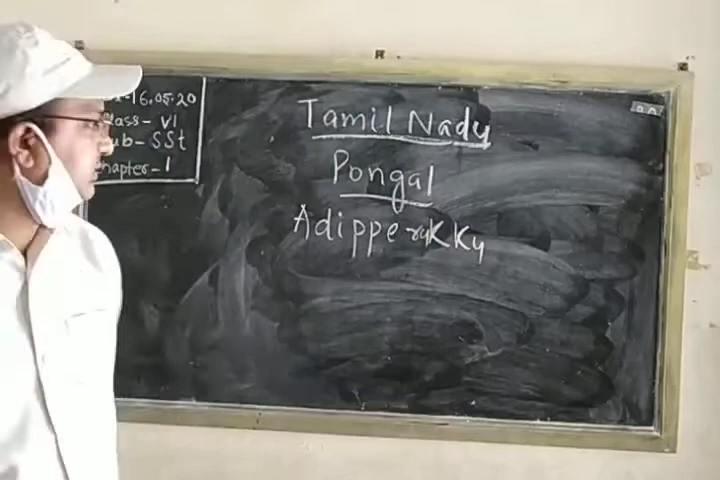 16.05.20
Class - VI
Sub - SSt
Chapter - 1
Tamil Nadu
Pongal
AdipperuKKu